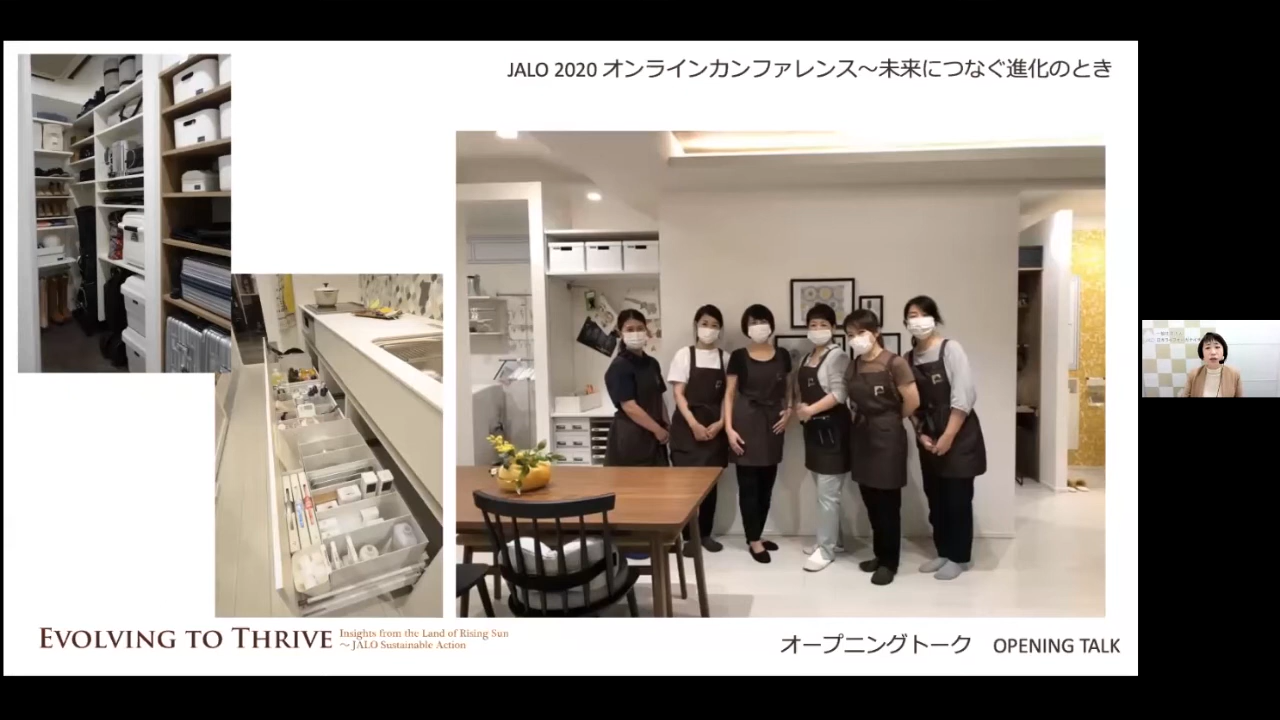 JALO 2020 オンラインカンファレンス～未来につなぐ進化のとき
EVOLVING TO THRIVE
Insights from the Land of Rising Sun
～JALO Sustainable Action
オープニングトーク OPENING TALK